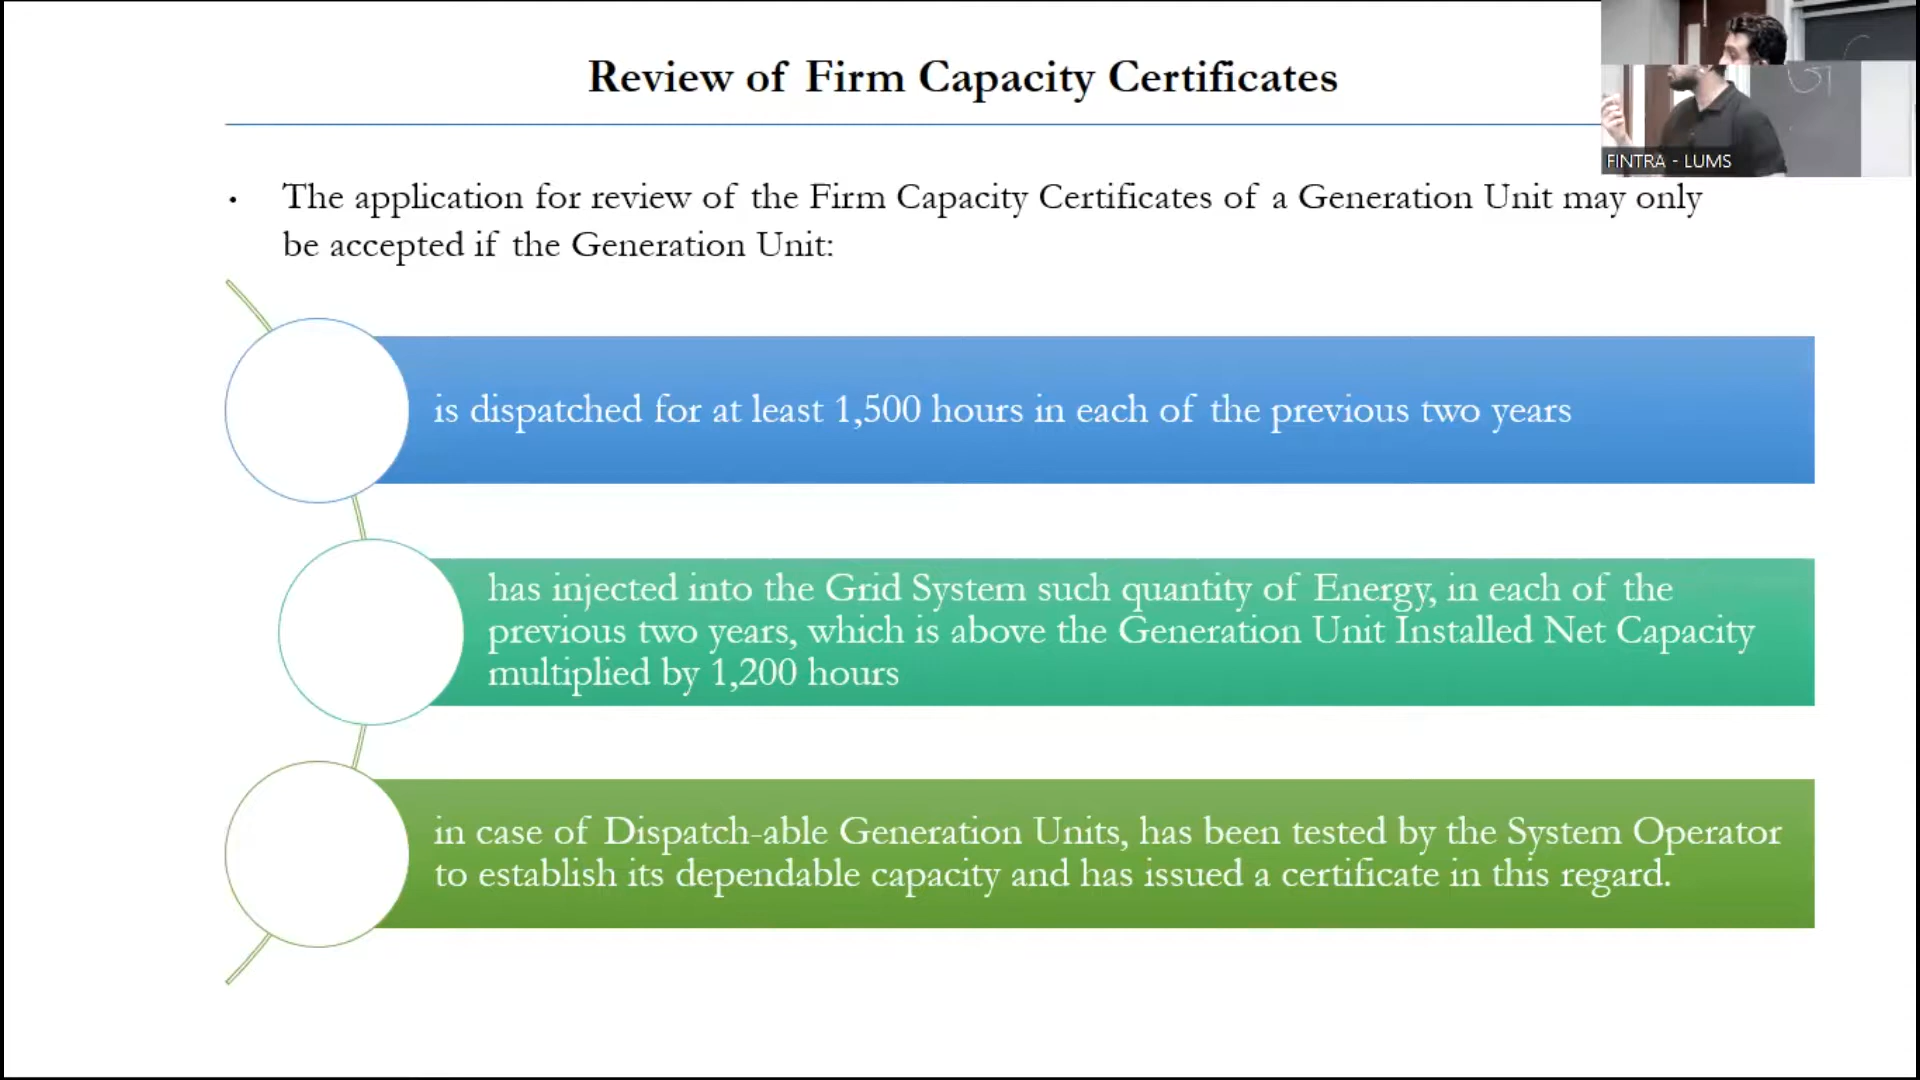 Review of Firm Capacity Certificates
FINTRA - LUMS
• The application for review of the Firm Capacity Certificates of a Generation Unit may only
be accepted if the Generation Unit:
is dispatched for at least 1,500 hours in each of the previous two years
has injected into the Grid System such quantity of Energy, in each of the
previous two years, which is above the Generation Unit Installed Net Capacity
multiplied by 1,200 hours
in case of Dispatch-able Generation Units, has been tested by the System Operator
to establish its dependable capacity and has issued a certificate in this regard.